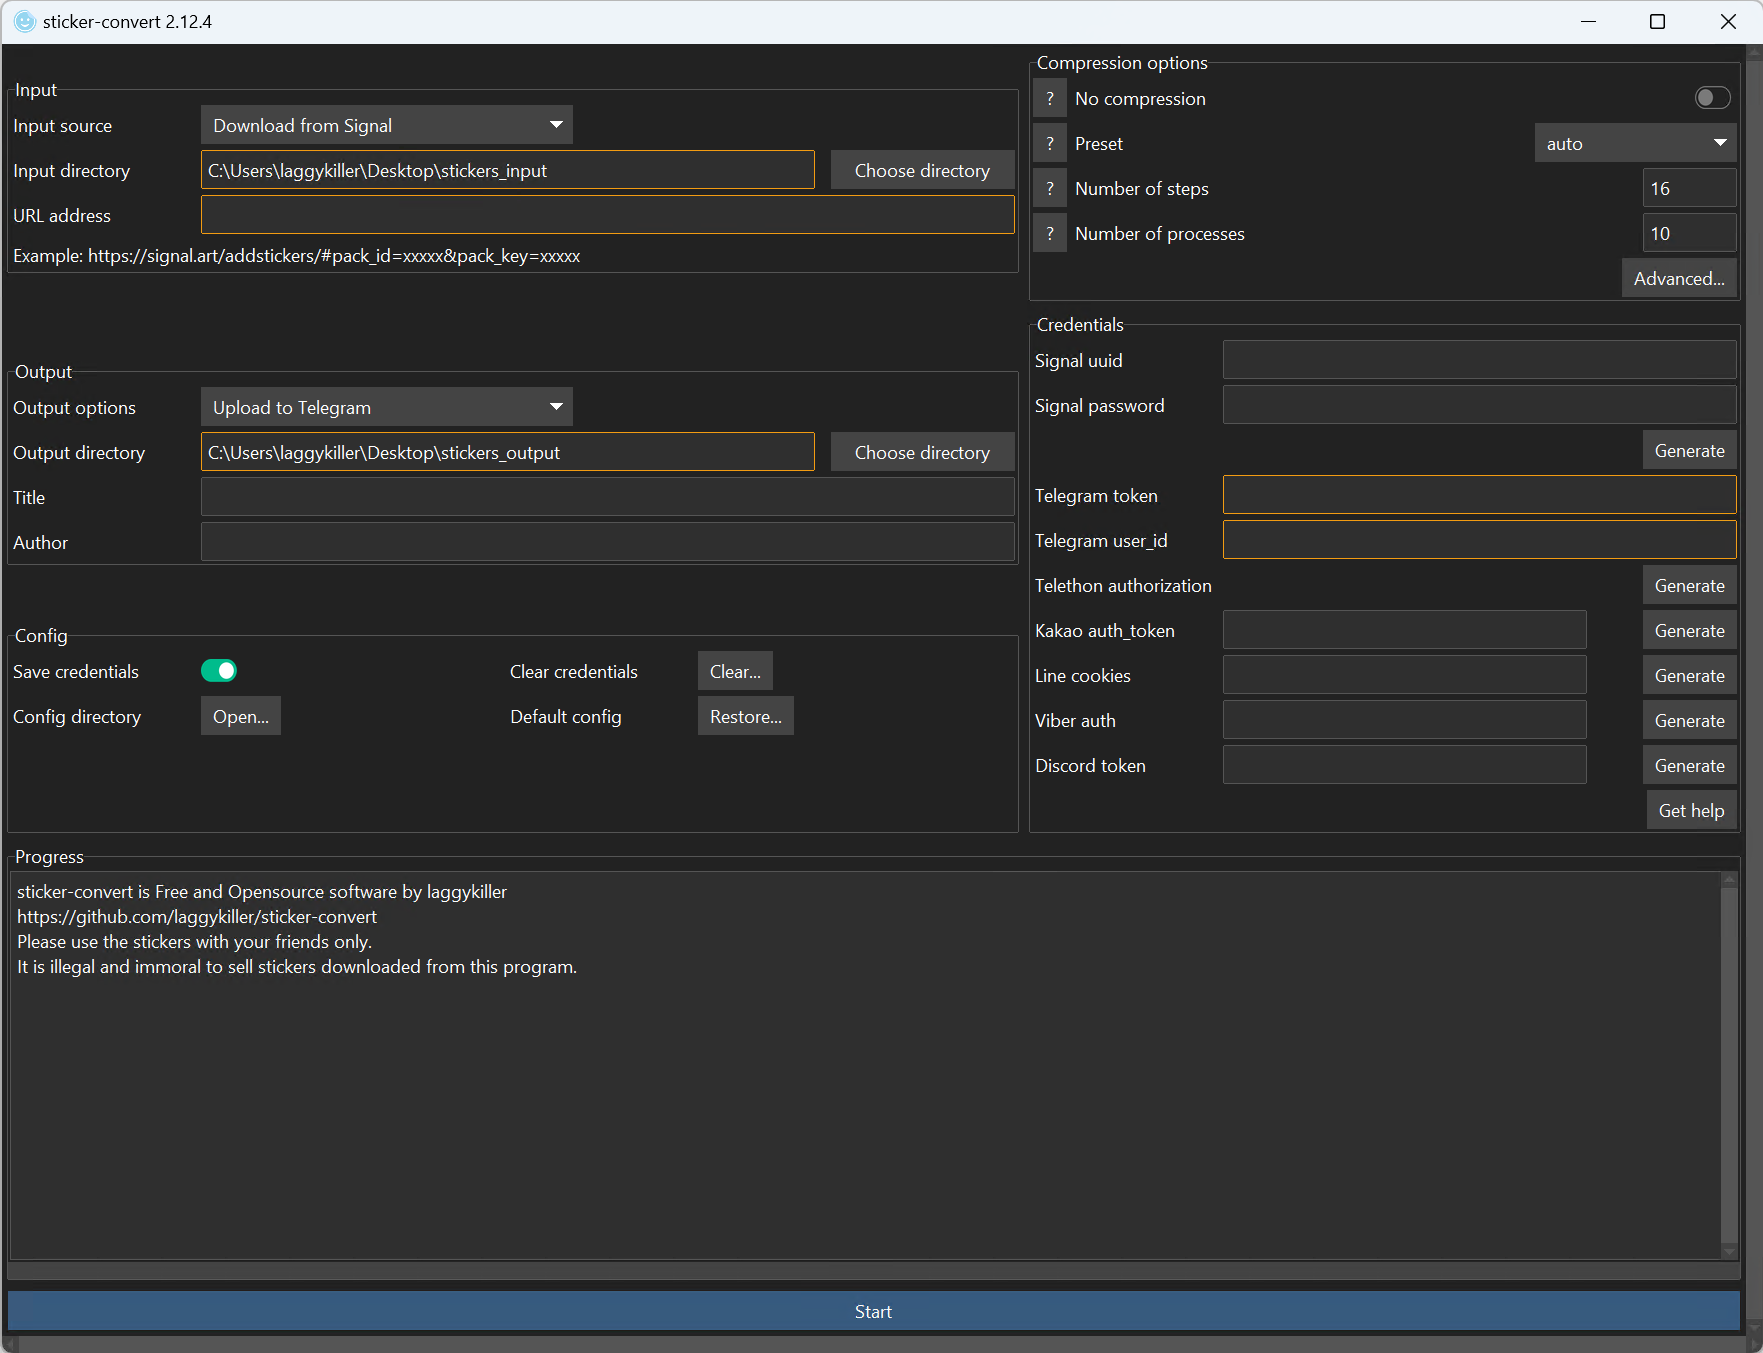 sticker-convert 2.12.4
Input
Input source
Download from Signal
Input directory
C:\Users\laggykiller\Desktop\stickers_input
Choose directory
URL address
Example: https://signal.art/addstickers/#pack_id=xxxxx&pack_key=xxxxx
Output
Output options
Upload to Telegram
Output directory
C:\Users\laggykiller\Desktop\stickers_output
Choose directory
Title
Author
Config
Save credentials
Clear credentials
Clear...
Config directory
Open...
Default config
Restore...
Compression options
? No compression
? Preset
auto
? Number of steps
16
? Number of processes
10
Advanced...
Credentials
Signal uuid
Signal password
Generate
Telegram token
Telegram user_id
Telethon authorization
Generate
Kakao auth_token
Generate
Line cookies
Generate
Viber auth
Generate
Discord token
Generate
Get help
Progress
sticker-convert is Free and Opensource software by laggykiller
https://github.com/laggykiller/sticker-convert
Please use the stickers with your friends only.
It is illegal and immoral to sell stickers downloaded from this program.
Start